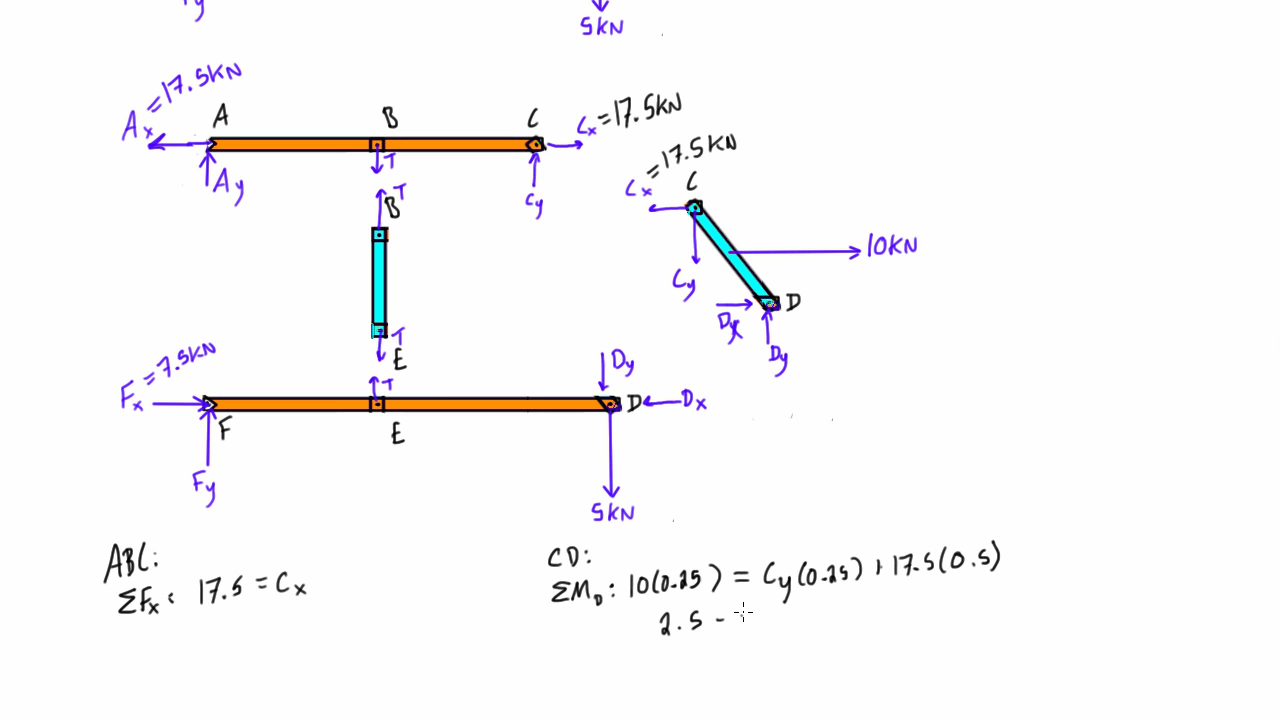 Fy
5kN
Ax = 17.5kN
A
B
C
Cx = 17.5kN
Ay
T
Cy
T
B
Cx = 17.5kN
C
10kN
Cy
D
Dx
Dy
T
E
Fx = 7.5kN
T
Dy
D
Dx
F
E
Fy
5kN
ABC:
ΣFx: 17.5 = Cx
CD:
ΣM_D: 10(0.25) = Cy(0.25) + 17.5(0.5)
2.5 -